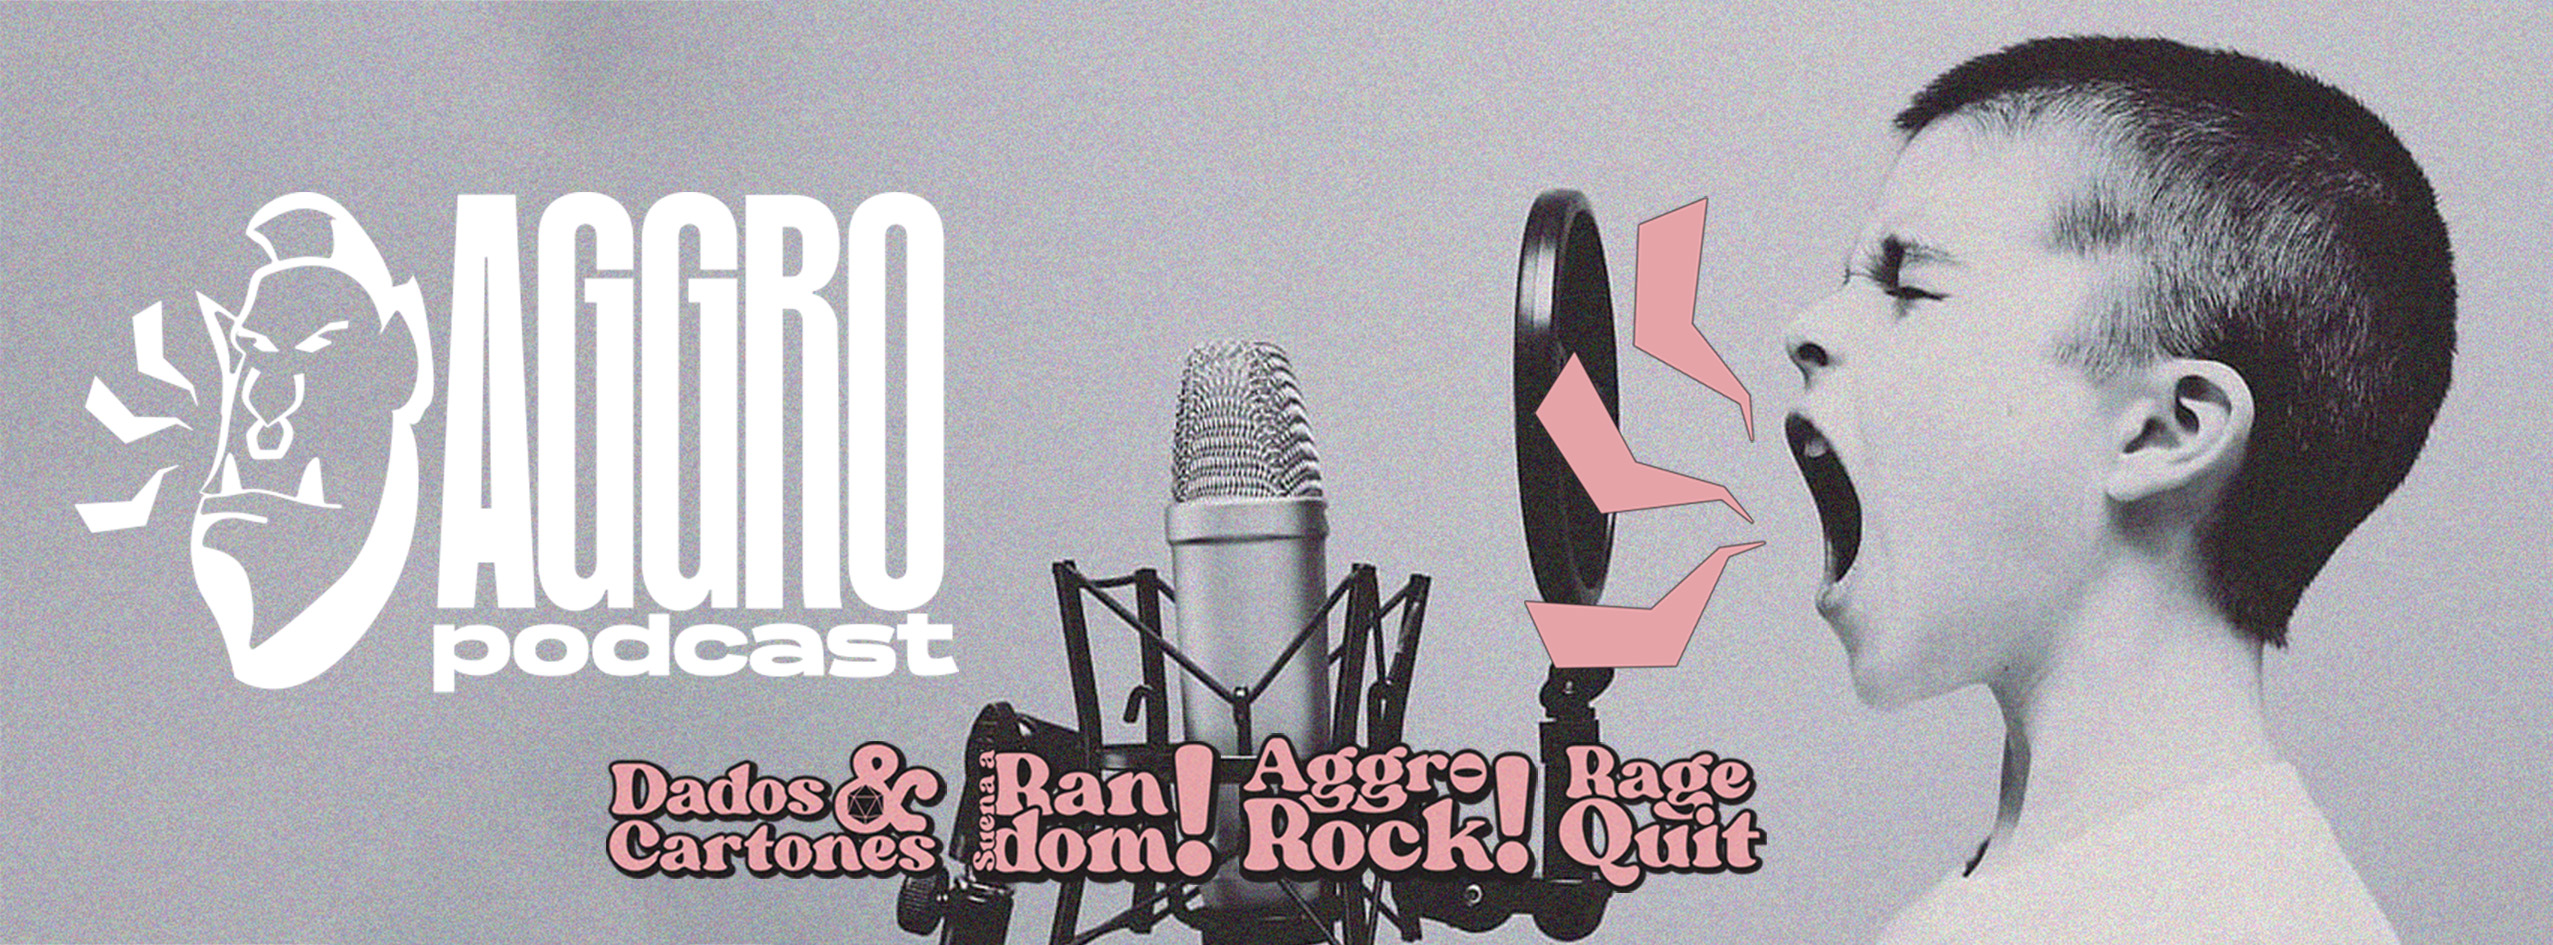 AGGRO
podcast
Dados &
Cartones
Suena a
Ran
dom!
Aggro
Rock!
Rage
Quit